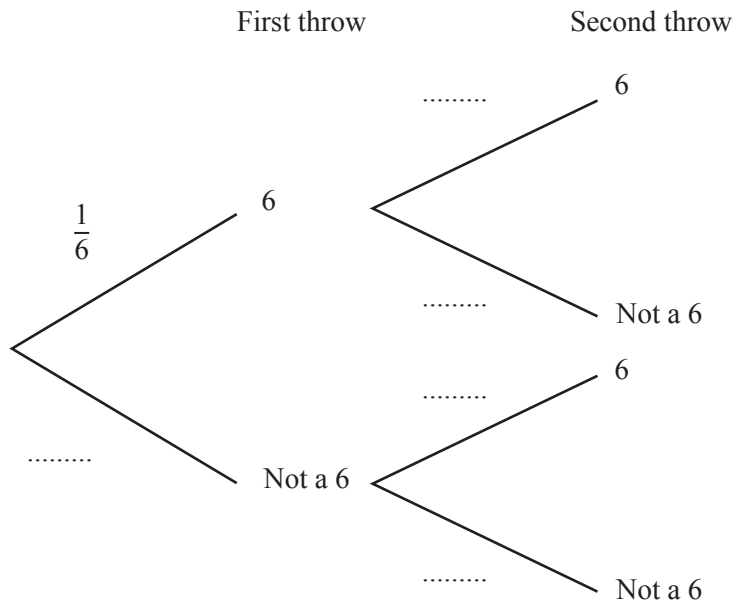 First throw Second throw
......... 6
1/6 6
......... Not a 6
......... 6
......... Not a 6
......... Not a 6